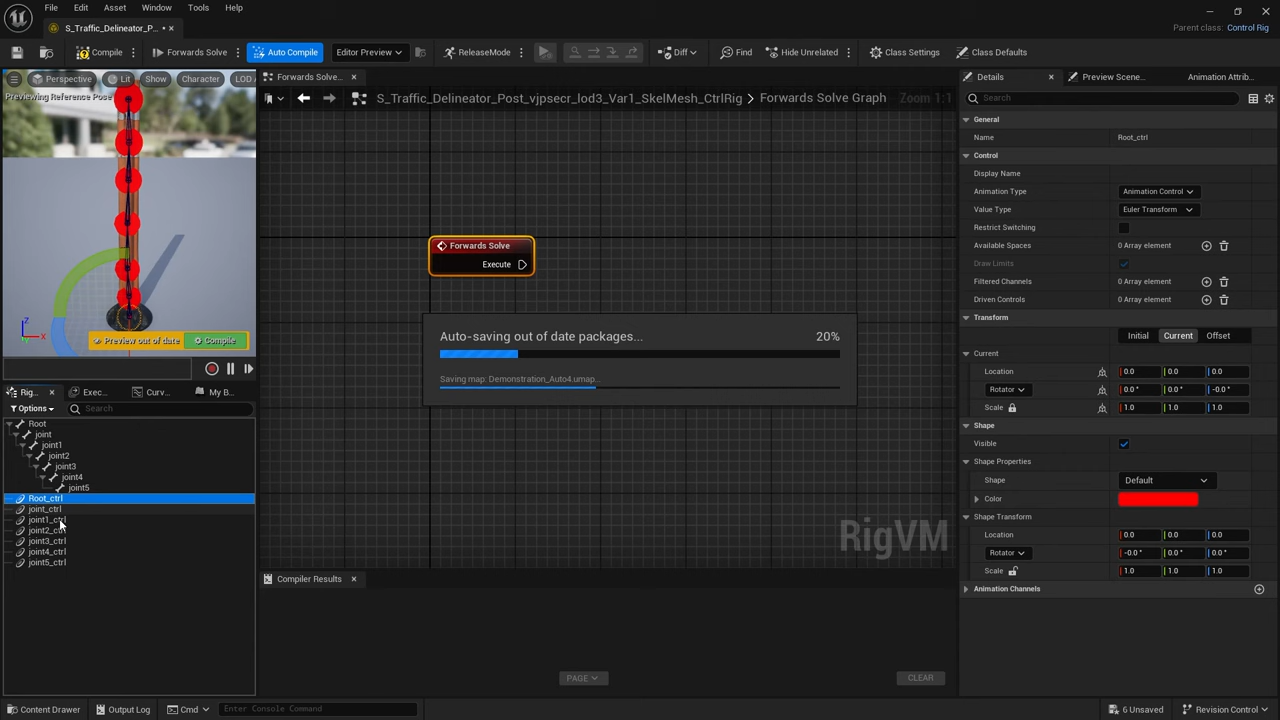 File Edit Asset Window Tools Help
S_Traffic_Delineator_P...
Parent class: Control Rig
Compile
Forwards Solve
Auto Compile
Editor Preview
ReleaseMode
Diff
Find
Hide Unrelated
Class Settings
Class Defaults
Perspective Lit Show Character LOD
Previewing Reference Pose
Preview out of date
Compile
Z
X
Rig... Exec... Curv... My B...
Options Search
Root
joint
joint1
joint2
joint3
joint4
joint5
Root_ctrl
joint_ctrl
joint1_ctrl
joint2_ctrl
joint3_ctrl
joint4_ctrl
joint5_ctrl
Forwards Solve...
S_Traffic_Delineator_Post_vjpsecr_lod3_Var1_SkelMesh_CtrlRig > Forwards Solve Graph Zoom 1:1
Forwards Solve
Execute
Auto-saving out of date packages... 20%
Saving map: Demonstration_Auto4.umap...
RigVM
Compiler Results
PAGE
CLEAR
Details Preview Scene... Animation Attrib...
Search
General
Name Root_ctrl
Control
Display Name
Animation Type Animation Control
Value Type Euler Transform
Restrict Switching
Available Spaces 0 Array element
Draw Limits
Filtered Channels 0 Array element
Driven Controls 0 Array element
Transform
Initial Current Offset
Current
Location 0.0 0.0 0.0
Rotator 0.0 ° 0.0 ° -0.0 °
Scale 1.0 1.0 1.0
Shape
Visible
Shape Properties
Shape Default
Color
Shape Transform
Location 0.0 0.0 0.0
Rotator -0.0 ° 0.0 ° 0.0 °
Scale 1.0 1.0 1.0
Animation Channels
Content Drawer Output Log Cmd Enter Console Command 6 Unsaved Revision Control